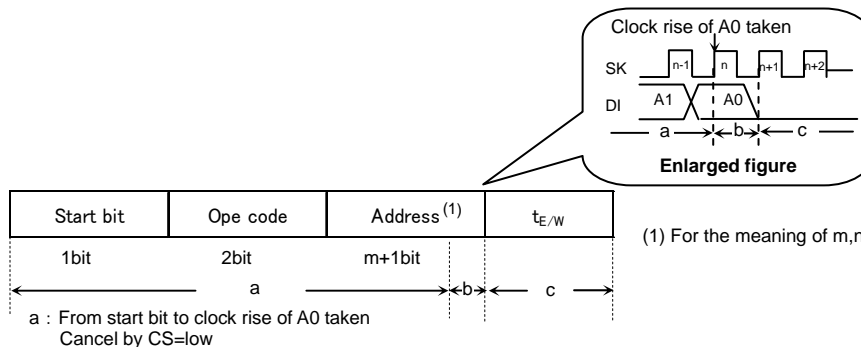 Clock rise of A0 taken
SK n-1 n n+1 n+2
DI A1 A0
a b c
Enlarged figure
Start bit Ope code Address(1) tE/W
1bit 2bit m+1bit
(1) For the meaning of m,n
a b c
a : From start bit to clock rise of A0 taken
Cancel by CS=low